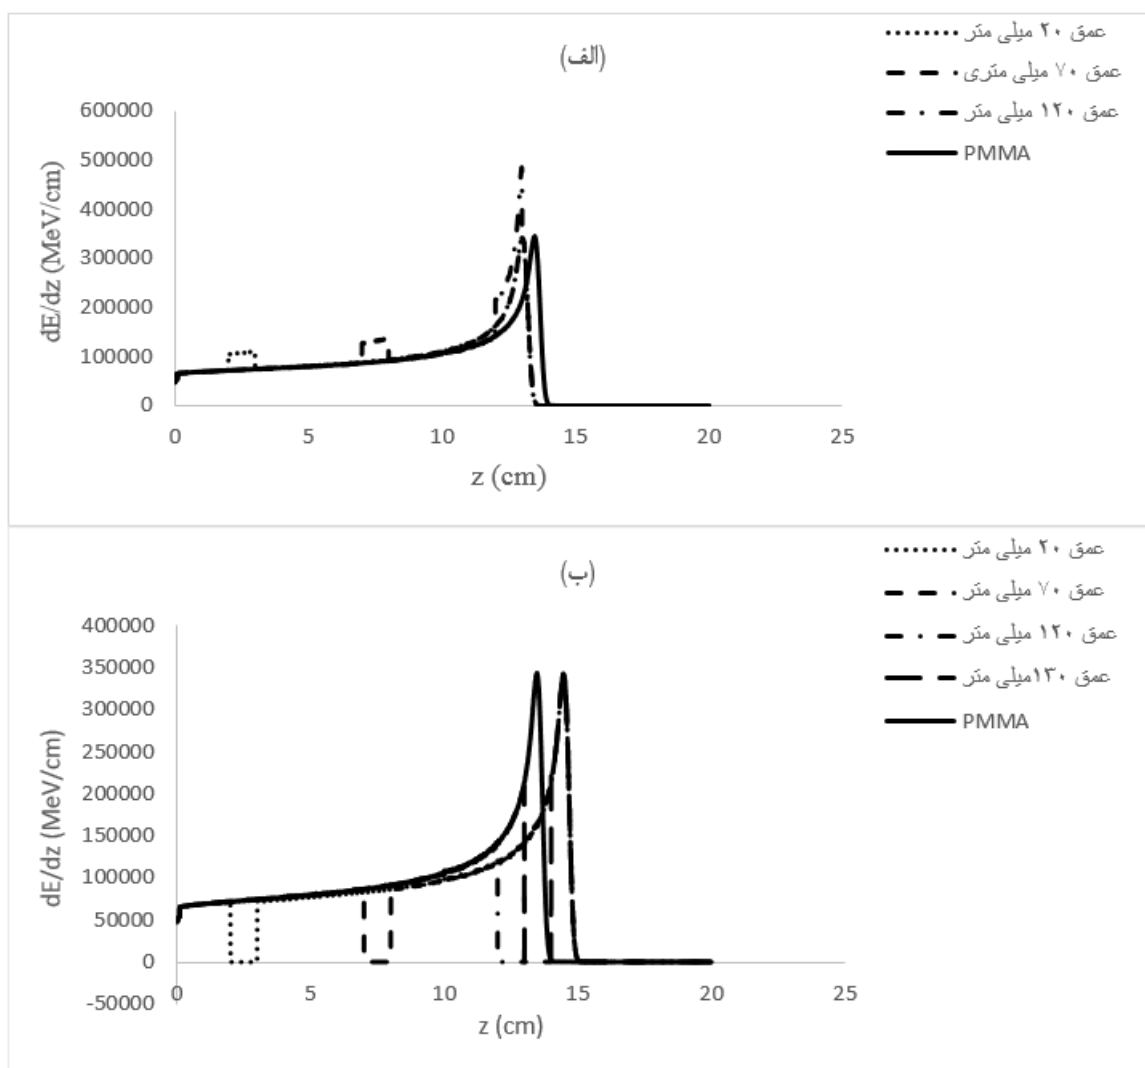 (الف)
عمق ۲۰ میلی متر
عمق ۷۰ میلی متری
عمق ۱۲۰ میلی متر
PMMA
600000
500000
400000
300000
200000
100000
0
dE/dz (MeV/cm)
0 5 10 15 20 25
z (cm)
(ب)
عمق ۲۰ میلی متر
عمق ۷۰ میلی متر
عمق ۱۲۰ میلی متر
عمق ۱۳۰میلی متر
PMMA
400000
350000
300000
250000
200000
150000
100000
50000
0
-50000
dE/dz (MeV/cm)
0 5 10 15 20 25
z (cm)